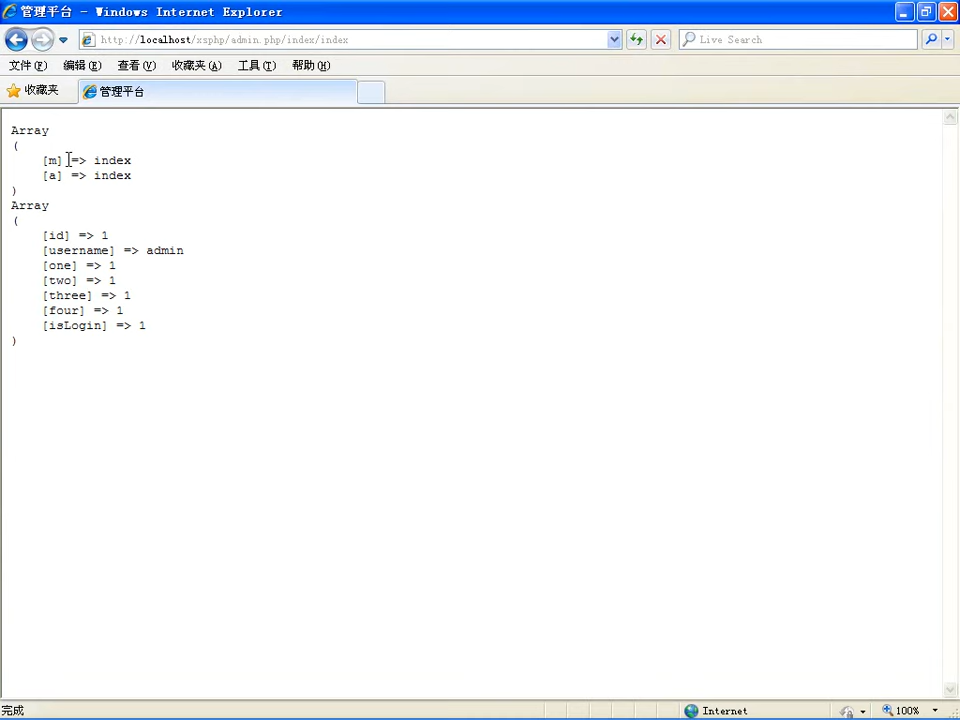 管理平台 - Windows Internet Explorer
http://localhost/xsphp/admin.php/index/index
Live Search
文件(F) 编辑(E) 查看(V) 收藏夹(A) 工具(T) 帮助(H)
收藏夹 管理平台
Array
(
[m] => index
[a] => index
)
Array
(
[id] => 1
[username] => admin
[one] => 1
[two] => 1
[three] => 1
[four] => 1
[isLogin] => 1
)
完成 Internet 100%